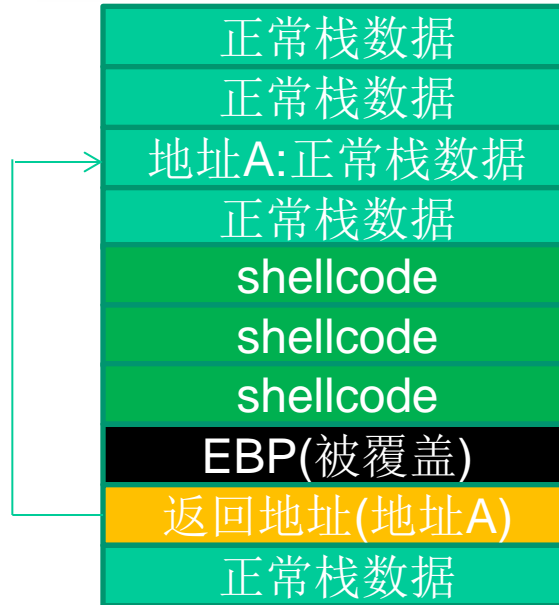 正常栈数据
正常栈数据
地址A:正常栈数据
正常栈数据
shellcode
shellcode
shellcode
EBP(被覆盖)
返回地址(地址A)
正常栈数据